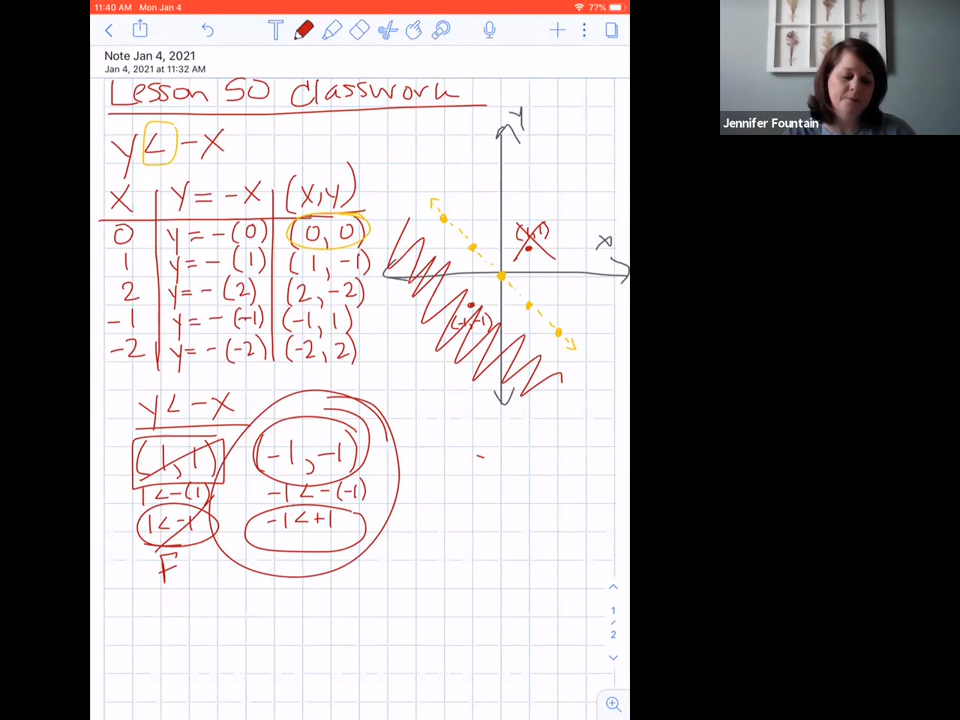 11:40 AM Mon Jan 4
77%
Note Jan 4, 2021
Jan 4, 2021 at 11:32 AM
Jennifer Fountain
Lesson 50 classwork
y < -x
x y = -x (x,y)
0 y = -(0) (0, 0)
1 y = -(1) (1, -1)
2 y = -(2) (2, -2)
-1 y = -(-1) (-1, 1)
-2 y = -(-2) (-2, 2)
y
x
(1,1)
(-1,-1)
y < -x
(1, 1) (-1, -1)
1 < -(1) -1 < -(-1)
1 < -1 -1 < +1
F
1
/
2